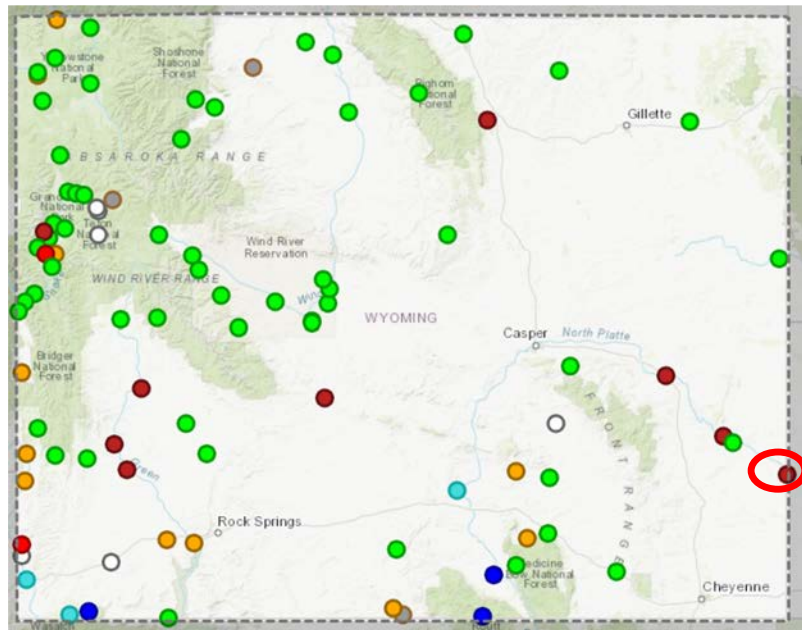 Yellowstone
National
Park
Shoshone
National
Forest
Bighorn
National
Forest
Gillette
BSAROKA RANGE
Grand
National
Park
Teton
National
Forest
Wind River
Reservation
WIND RIVER RANGE
Wind
WYOMING
Casper
North Platte
Bridger
National
Forest
FRONT RANGE
Green
Rock Springs
Medicine
Bow National
Forest
Cheyenne
Wasatch